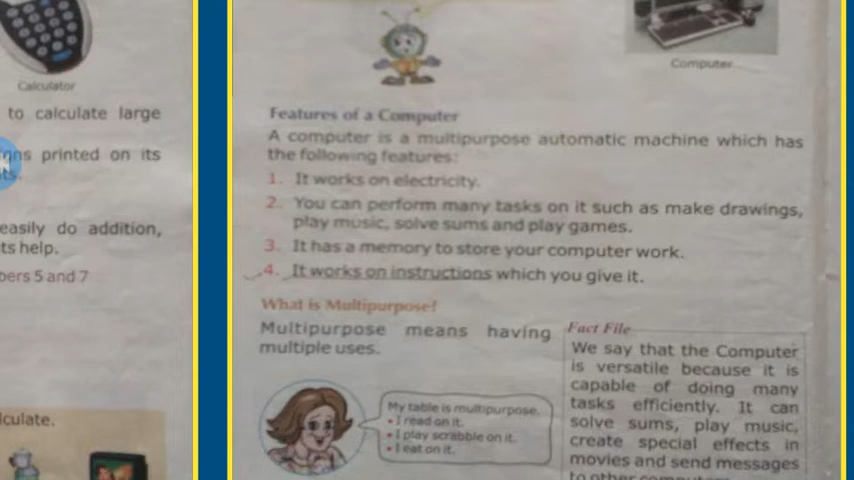 Calculator
to calculate large
printed on its
easily do addition,
ts help.
bers 5 and 7
lculate.
Computer
Features of a Computer
A computer is a multipurpose automatic machine which has
the following features:
1. It works on electricity.
2. You can perform many tasks on it such as make drawings,
play music, solve sums and play games.
3. It has a memory to store your computer work.
4. It works on instructions which you give it.
What is Multipurpose?
Multipurpose means having
multiple uses.
My table is multipurpose.
• I read on it.
• I play scrabble on it.
• I eat on it.
Fact File
We say that the Computer
is versatile because it is
capable of doing many
tasks efficiently. It can
solve sums, play music,
create special effects in
movies and send messages
to other